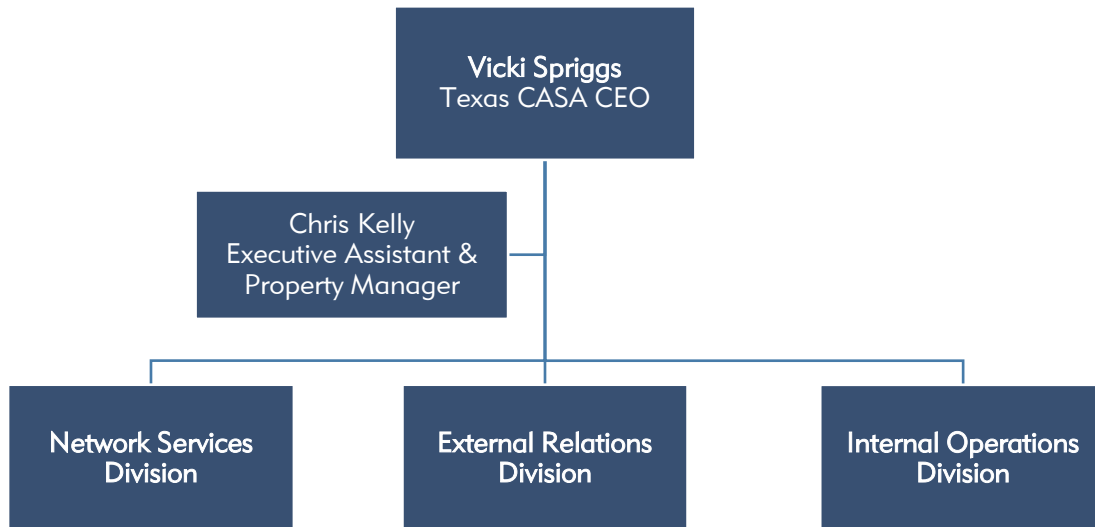 Vicki Spriggs
Texas CASA CEO
Chris Kelly
Executive Assistant &
Property Manager
Network Services
Division
External Relations
Division
Internal Operations
Division